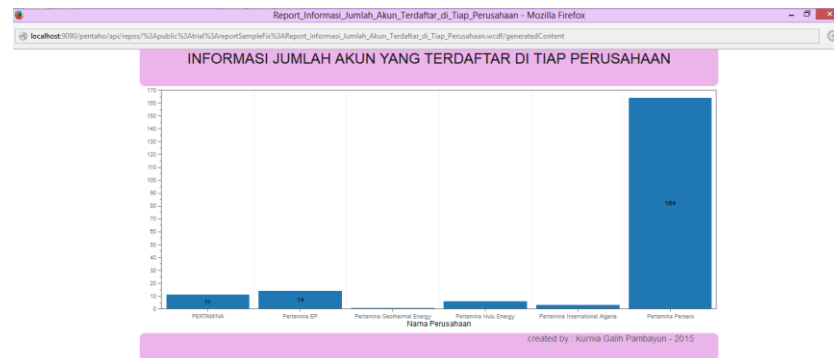 Report_Informasi_Jumlah_Akun_Terdaftar_di_Tiap_Perusahaan - Mozilla Firefox
localhost:9090/pentaho/api/repos/%3Apublic%3Atrial%3AreportSampleFix%3AReport_Informasi_Jumlah_Akun_Terdaftar_di_Tiap_Perusahaan.wcdf/generatedContent
INFORMASI JUMLAH AKUN YANG TERDAFTAR DI TIAP PERUSAHAAN
170
160
150
140
130
120
110
100
90
80
70
60
50
40
30
20
10
0
11
14
164
PERTAMINA
Pertamina EP
Pertamina Geothermal Energy
Pertamina Hulu Energy
Pertamina International Algeria
Pertamina Persero
Nama Perusahaan
created by : Kurnia Galih Pambayun - 2015